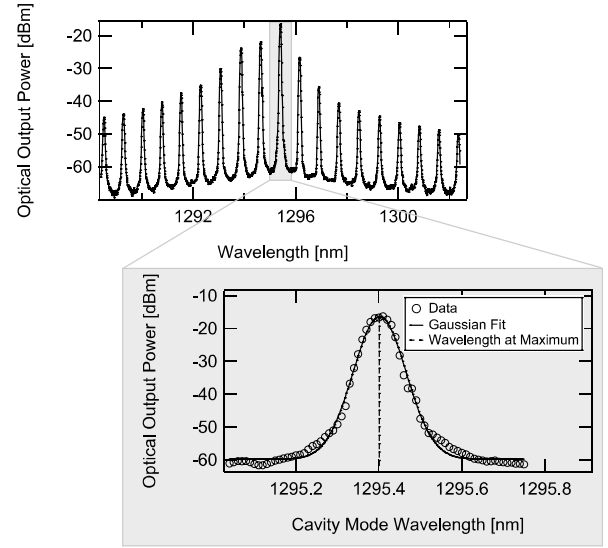 Optical Output Power [dBm]
-20
-30
-40
-50
-60
1292
1296
1300
Wavelength [nm]
Optical Output Power [dBm]
-10
-20
-30
-40
-50
-60
Data
Gaussian Fit
Wavelength at Maximum
1295.2
1295.4
1295.6
1295.8
Cavity Mode Wavelength [nm]